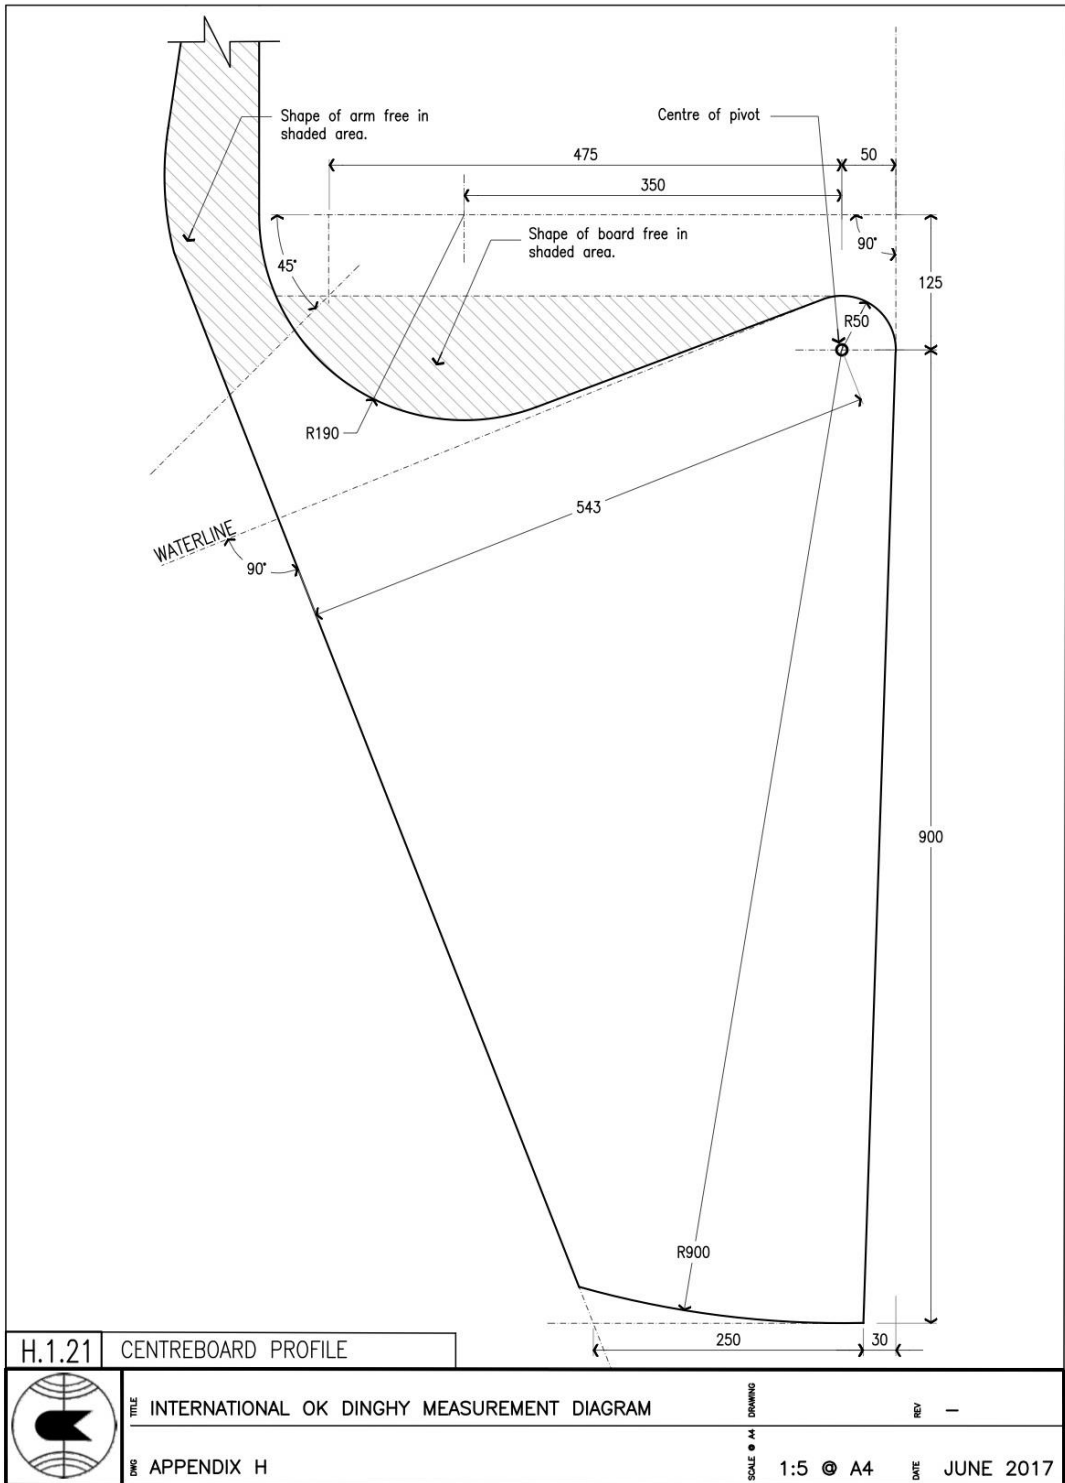 Shape of arm free in
shaded area.
Centre of pivot
475
50
350
Shape of board free in
shaded area.
90°
45°
125
R50
R190
543
WATERLINE
90°
900
R900
250
30
H.1.21 CENTREBOARD PROFILE
TITLE INTERNATIONAL OK DINGHY MEASUREMENT DIAGRAM
SCALE @ A4 DRAWING
REV –
DWG APPENDIX H
1:5 @ A4
DATE JUNE 2017